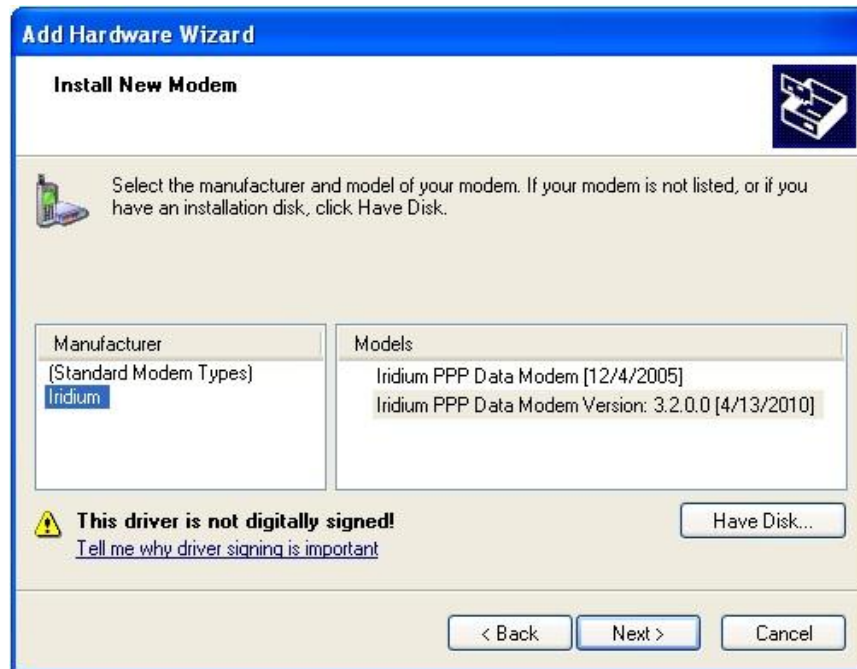 Add Hardware Wizard
Install New Modem
Select the manufacturer and model of your modem. If your modem is not listed, or if you
have an installation disk, click Have Disk.
Manufacturer
(Standard Modem Types)
Iridium
Models
Iridium PPP Data Modem [12/4/2005]
Iridium PPP Data Modem Version: 3.2.0.0 [4/13/2010]
This driver is not digitally signed!
Tell me why driver signing is important
Have Disk...
< Back
Next >
Cancel